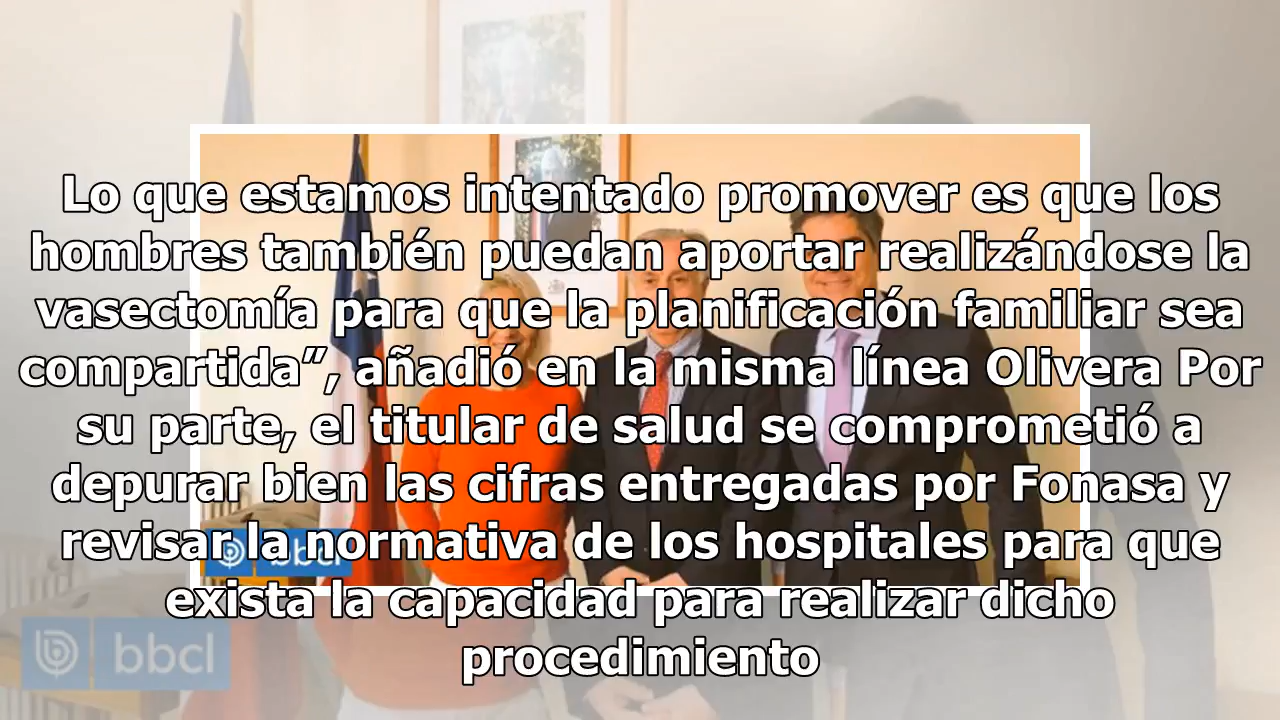 Lo que estamos intentado promover es que los
hombres también puedan aportar realizándose la
vasectomía para que la planificación familiar sea
compartida”, añadió en la misma línea Olivera Por
su parte, el titular de salud se comprometió a
depurar bien las cifras entregadas por Fonasa y
revisar la normativa de los hospitales para que
exista la capacidad para realizar dicho
procedimiento
bbcl
bbcl